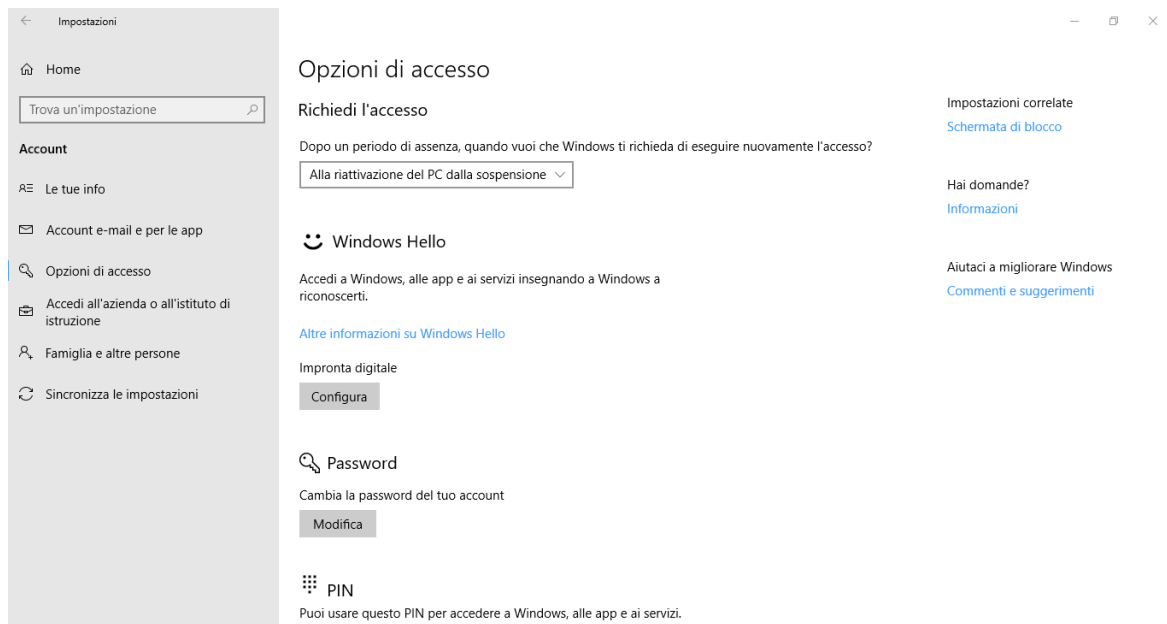 Impostazioni
Home
Trova un'impostazione
Account
Le tue info
Account e-mail e per le app
Opzioni di accesso
Accedi all'azienda o all'istituto di
istruzione
Famiglia e altre persone
Sincronizza le impostazioni
Opzioni di accesso
Richiedi l'accesso
Dopo un periodo di assenza, quando vuoi che Windows ti richieda di eseguire nuovamente l'accesso?
Alla riattivazione del PC dalla sospensione
Windows Hello
Accedi a Windows, alle app e ai servizi insegnando a Windows a
riconoscerti.
Altre informazioni su Windows Hello
Impronta digitale
Configura
Password
Cambia la password del tuo account
Modifica
PIN
Puoi usare questo PIN per accedere a Windows, alle app e ai servizi.
Impostazioni correlate
Schermata di blocco
Hai domande?
Informazioni
Aiutaci a migliorare Windows
Commenti e suggerimenti